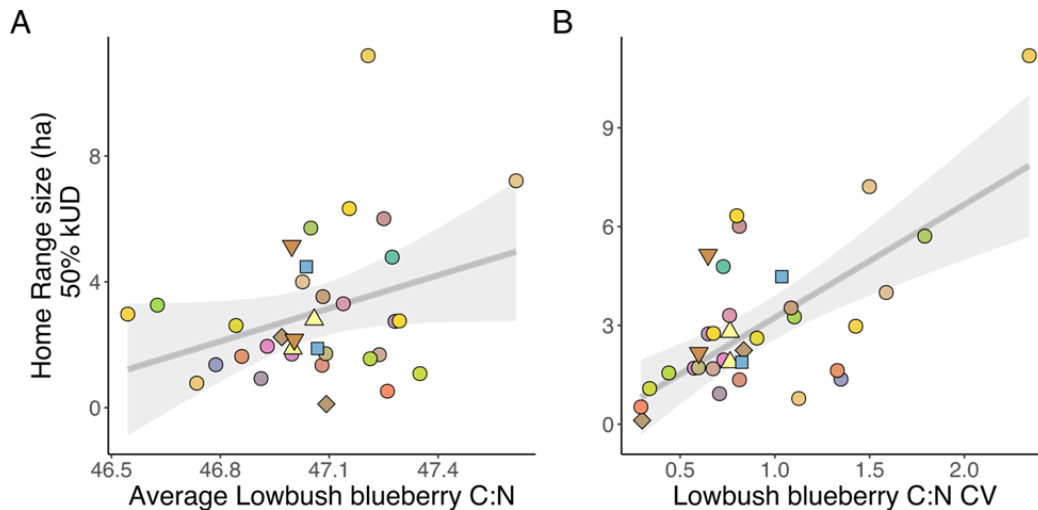 A
B
Home Range size (ha)
50% kUD
8
4
0
46.5 46.8 47.1 47.4
Average Lowbush blueberry C:N
9
6
3
0
0.5 1.0 1.5 2.0
Lowbush blueberry C:N CV